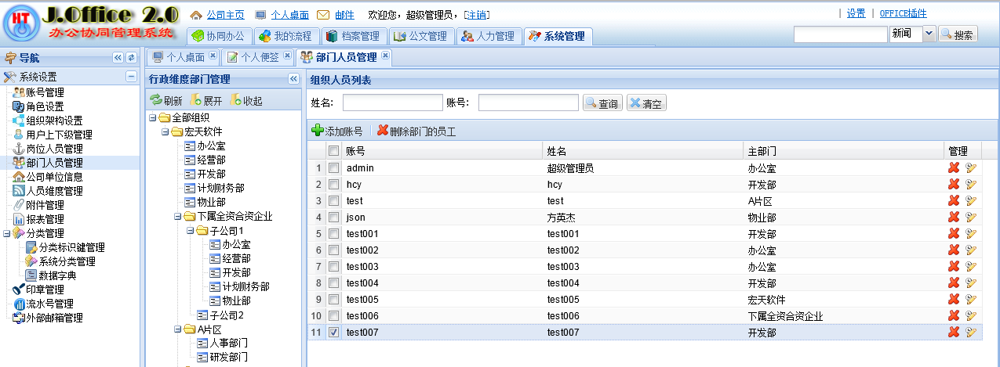 HT J.Office 2.0
办公协同管理系统
公司主页 个人桌面 邮件 欢迎您，超级管理员，[注销]
| 设置 | OFFICE插件
协同办公 我的流程 档案管理 公文管理 人力管理 系统管理
新闻 搜索
导航
系统设置
账号管理
角色设置
组织架构设置
用户上下级管理
岗位人员管理
部门人员管理
公司单位信息
人员维度管理
附件管理
报表管理
分类管理
分类标识键管理
系统分类管理
数据字典
印章管理
流水号管理
外部邮箱管理
个人桌面 个人便签 部门人员管理
行政维度部门管理
刷新 展开 收起
全部组织
宏天软件
办公室
经营部
开发部
计划财务部
物业部
下属全资合资企业
子公司1
办公室
经营部
开发部
计划财务部
物业部
子公司2
A片区
人事部门
研发部门
组织人员列表
姓名: 账号: 查询 清空
添加账号 删除部门的员工
账号 姓名 主部门 管理
1 admin 超级管理员 办公室
2 hcy hcy 开发部
3 test test A片区
4 json 方英杰 物业部
5 test001 test001 开发部
6 test002 test002 办公室
7 test003 test003 办公室
8 test004 test004 开发部
9 test005 test005 宏天软件
10 test006 test006 下属全资合资企业
11 test007 test007 开发部